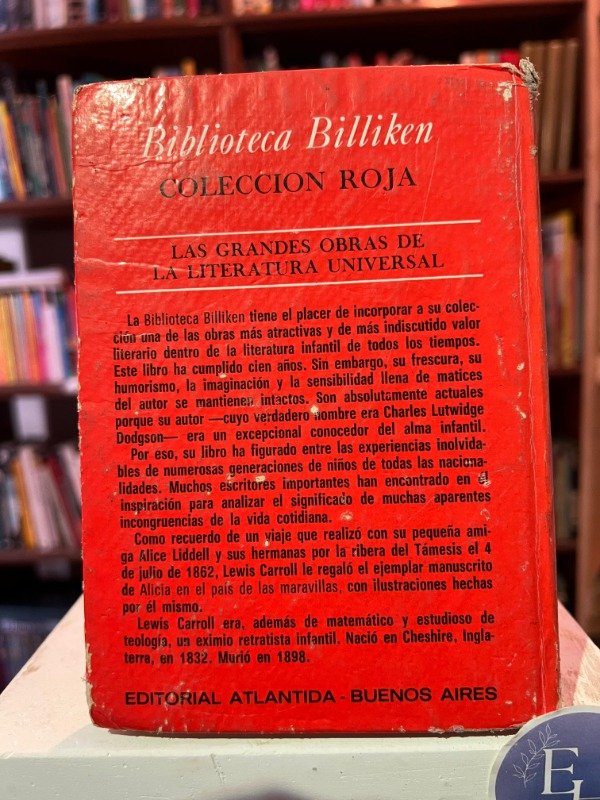 Biblioteca Billiken
COLECCION ROJA
LAS GRANDES OBRAS DE
LA LITERATURA UNIVERSAL
La Biblioteca Billiken tiene el placer de incorporar a su colec-
ción una de las obras más atractivas y de más indiscutido valor
literario dentro de la literatura infantil de todos los tiempos.
Este libro ha cumplido cien años. Sin embargo, su frescura, su
humorismo, la imaginación y la sensibilidad llena de matices
del autor se mantienen intactos. Son absolutamente actuales
porque su autor —cuyo verdadero nombre era Charles Lutwidge
Dodgson— era un excepcional conocedor del alma infantil.
Por eso, su libro ha figurado entre las experiencias inolvida-
bles de numerosas generaciones de niños de todas las naciona-
lidades. Muchos escritores importantes han encontrado en él
inspiración para analizar el significado de muchas aparentes
incongruencias de la vida cotidiana.
Como recuerdo de un viaje que realizó con su pequeña ami-
ga Alice Liddell y sus hermanas por la ribera del Támesis el 4
de julio de 1862, Lewis Carroll le regaló el ejemplar manuscrito
de Alicia en el país de las maravillas, con ilustraciones hechas
por él mismo.
Lewis Carroll era, además de matemático y estudioso de
teología, un eximio retratista infantil. Nació en Cheshire, Ingla-
terra, en 1832. Murió en 1898.
EDITORIAL ATLANTIDA - BUENOS AIRES